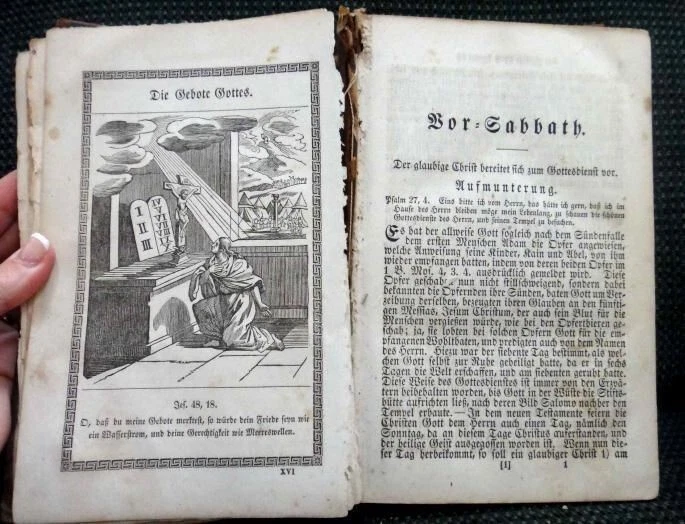 Die Gebote Gottes.
I
II
III
IV
V
VI
VII
VIII
IX
X
Jes. 48, 18.
O, daß du meine Gebote merktest, so würde dein Friede seyn wie
ein Wasserstrom, und deine Gerechtigkeit wie Meereswellen.
XVI
Vor-Sabbath.
Der glaubige Christ bereitet sich zum Gottesdienst vor.
Aufmunterung.
Psalm 27, 4. Eins bitte ich vom Herrn, das hätte ich gern, daß ich im
Hause des Herrn bleiben möge mein Lebenlang, zu schauen die schönen
Gottesdienste des Herrn, und seinen Tempel zu besuchen.
Es hat der allweise Gott sogleich nach dem Sündenfalle
dem ersten Menschen Adam die Opfer angewiesen,
welche Anweisung seine Kinder, Kain und Abel, von ihm
wieder empfangen hatten, indem von deren beiden Opfer im
1 B. Mos. 4, 3. 4. ausdrücklich gemeldet wird. Diese
Opfer geschahen nun nicht stillschweigend, sondern dabei
bekannten die Opfernden ihre Sünden, baten Gott um Ver-
zeihung derselben, bezeugten ihren Glauben an den künfti-
gen Messias, Jesum Christum, der auch sein Blut für die
Menschen vergießen würde, wie bei den Opferthieren ge-
schah; ja, sie lobten bei solchen Opfern Gott für die em-
pfangenen Wohlthaten, und predigten auch von dem Namen
des Herrn. Hiezu war der siebente Tag bestimmt, als wel-
chen Gott selbst zur Ruhe geheiligt hatte, da er in sechs
Tagen die Welt erschaffen, und am siebenten geruht hatte.
Diese Weise des Gottesdienstes ist immer von den Erzvä-
tern beibehalten worden, bis Gott in der Wüste die Stifts-
hütte aufrichten ließ, nach deren Bild Salomo nachher den
Tempel erbaute. — In dem neuen Testamente feiern die
Christen Gott dem Herrn auch einen Tag, nämlich den
Sonntag, da an diesem Tage Christus auferstanden, und
der heilige Geist ausgegossen worden ist. Wenn nun die-
ser Tag herbeikommt, so soll ein glaubiger Christ 1) am
[1] 1